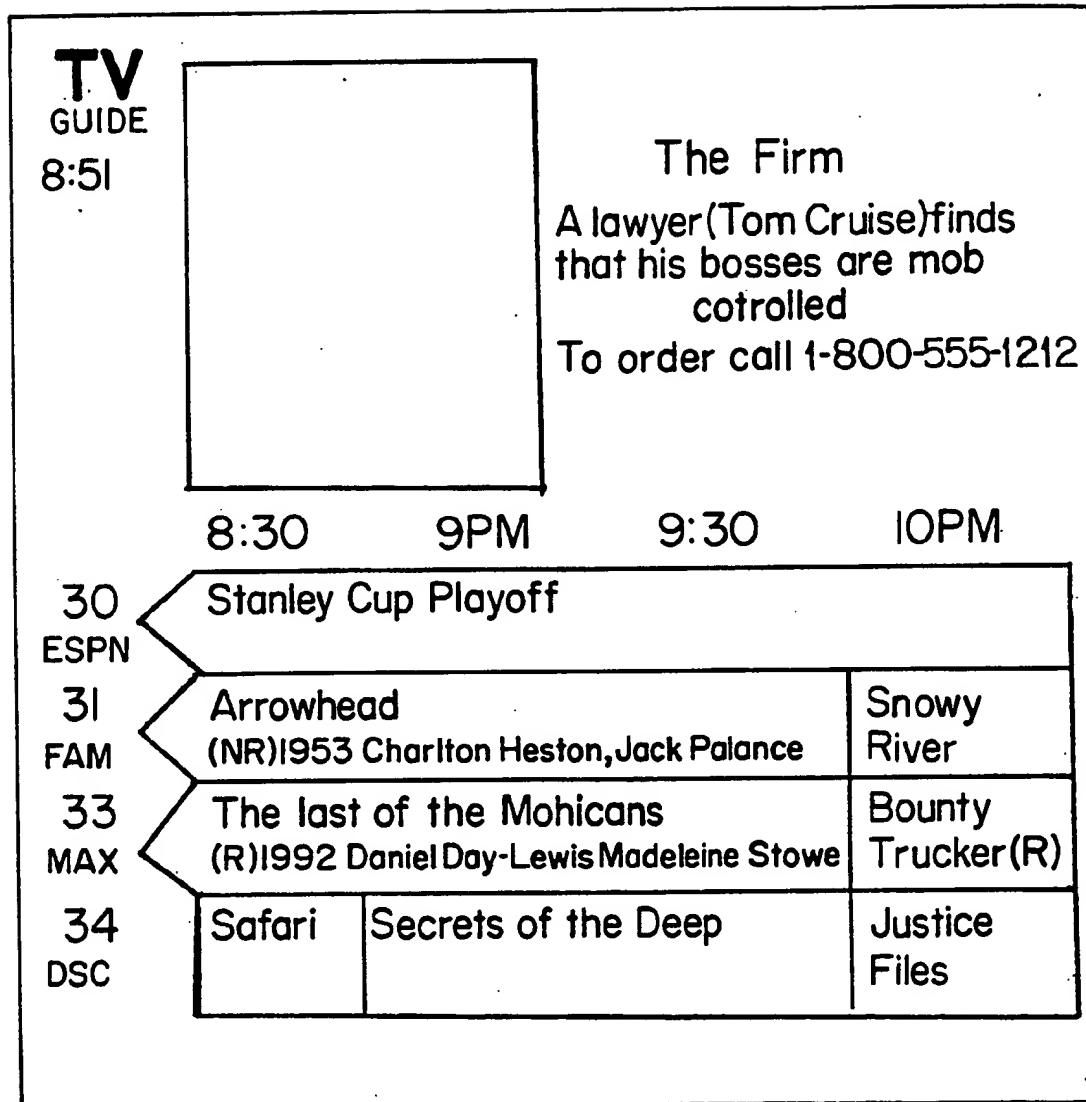 TV
GUIDE
8:51
The Firm
A lawyer(Tom Cruise)finds
that his bosses are mob
cotrolled
To order call 1-800-555-1212
8:30 9PM 9:30 10PM
30 Stanley Cup Playoff
ESPN
31 Arrowhead Snowy
FAM (NR)1953 Charlton Heston,Jack Palance River
33 The last of the Mohicans Bounty
MAX (R)1992 Daniel Day-Lewis Madeleine Stowe Trucker(R)
34 Safari Secrets of the Deep Justice
DSC Files